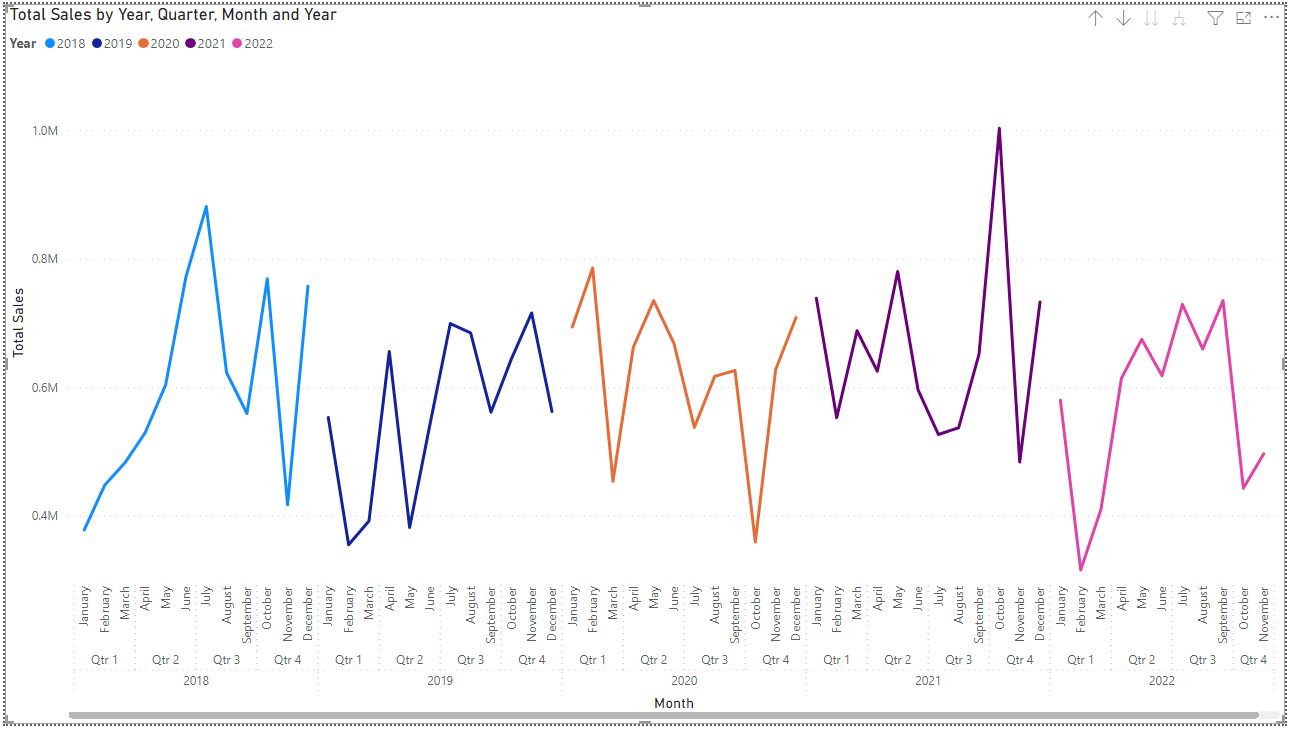 Total Sales by Year, Quarter, Month and Year
Year 2018 2019 2020 2021 2022
1.0M
0.8M
0.6M
0.4M
Total Sales
January February March April May June July August September October November December January February March April May June July August September October November December January February March April May June July August September October November December January February March April May June July August September October November December January February March April May June July August September October November
Qtr 1 Qtr 2 Qtr 3 Qtr 4 Qtr 1 Qtr 2 Qtr 3 Qtr 4 Qtr 1 Qtr 2 Qtr 3 Qtr 4 Qtr 1 Qtr 2 Qtr 3 Qtr 4 Qtr 1 Qtr 2 Qtr 3 Qtr 4
2018 2019 2020 2021 2022
Month